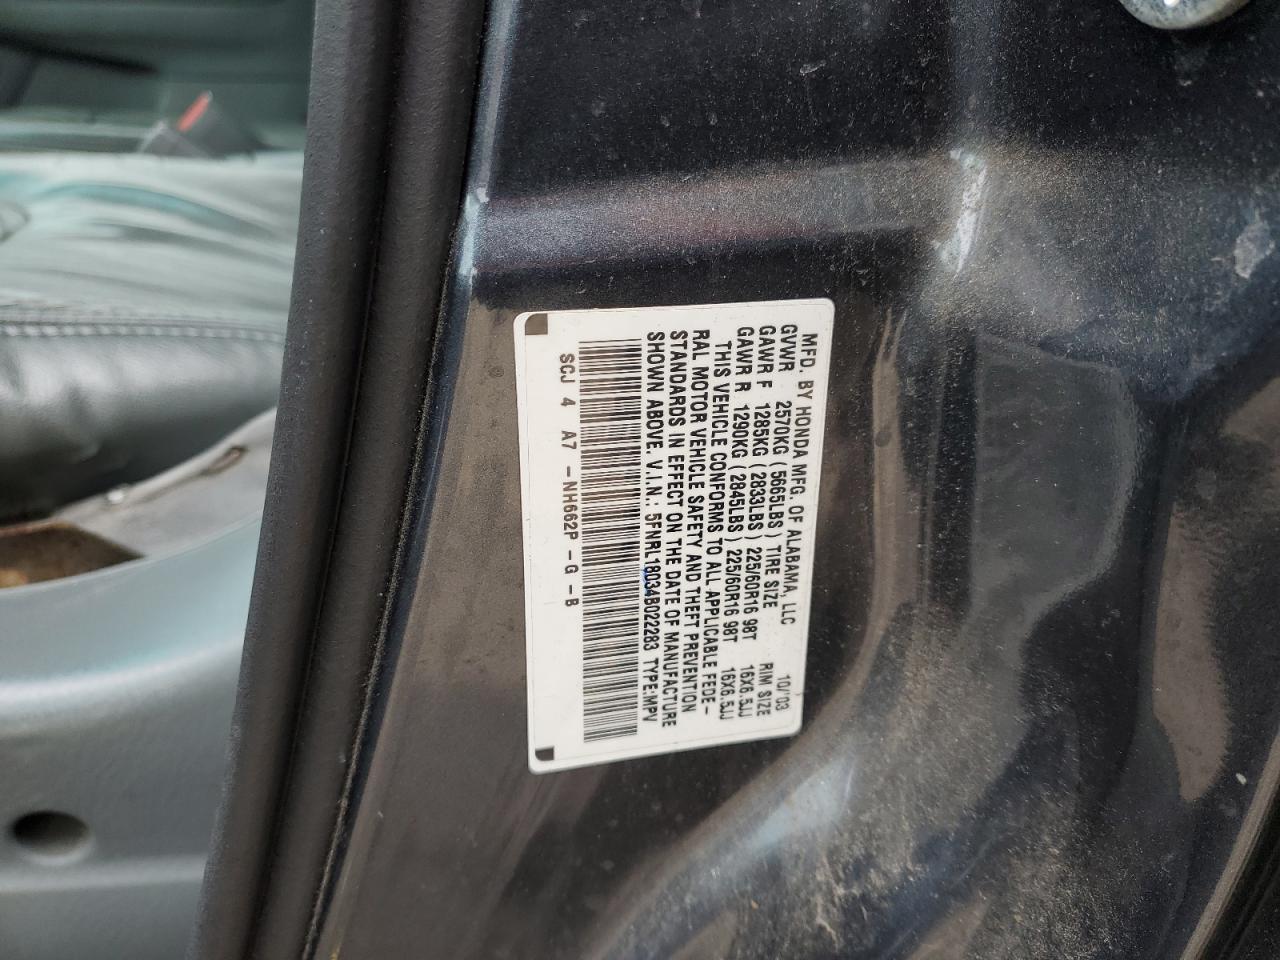 MFD. BY HONDA MFG. OF ALABAMA, LLC 10/'03
GVWR 2570KG (5665LBS) TIRE SIZE RIM SIZE
GAWR F 1285KG (2833LBS) 225/60R16 98T 16X6.5JJ
GAWR R 1290KG (2845LBS) 225/60R16 98T 16X6.5JJ
THIS VEHICLE CONFORMS TO ALL APPLICABLE FEDE-
RAL MOTOR VEHICLE SAFETY AND THEFT PREVENTION
STANDARDS IN EFFECT ON THE DATE OF MANUFACTURE
SHOWN ABOVE. V.I.N.: 5FNRL18034B022283 TYPE:MPV
SCJ 4 A7 -NH662P -G -B